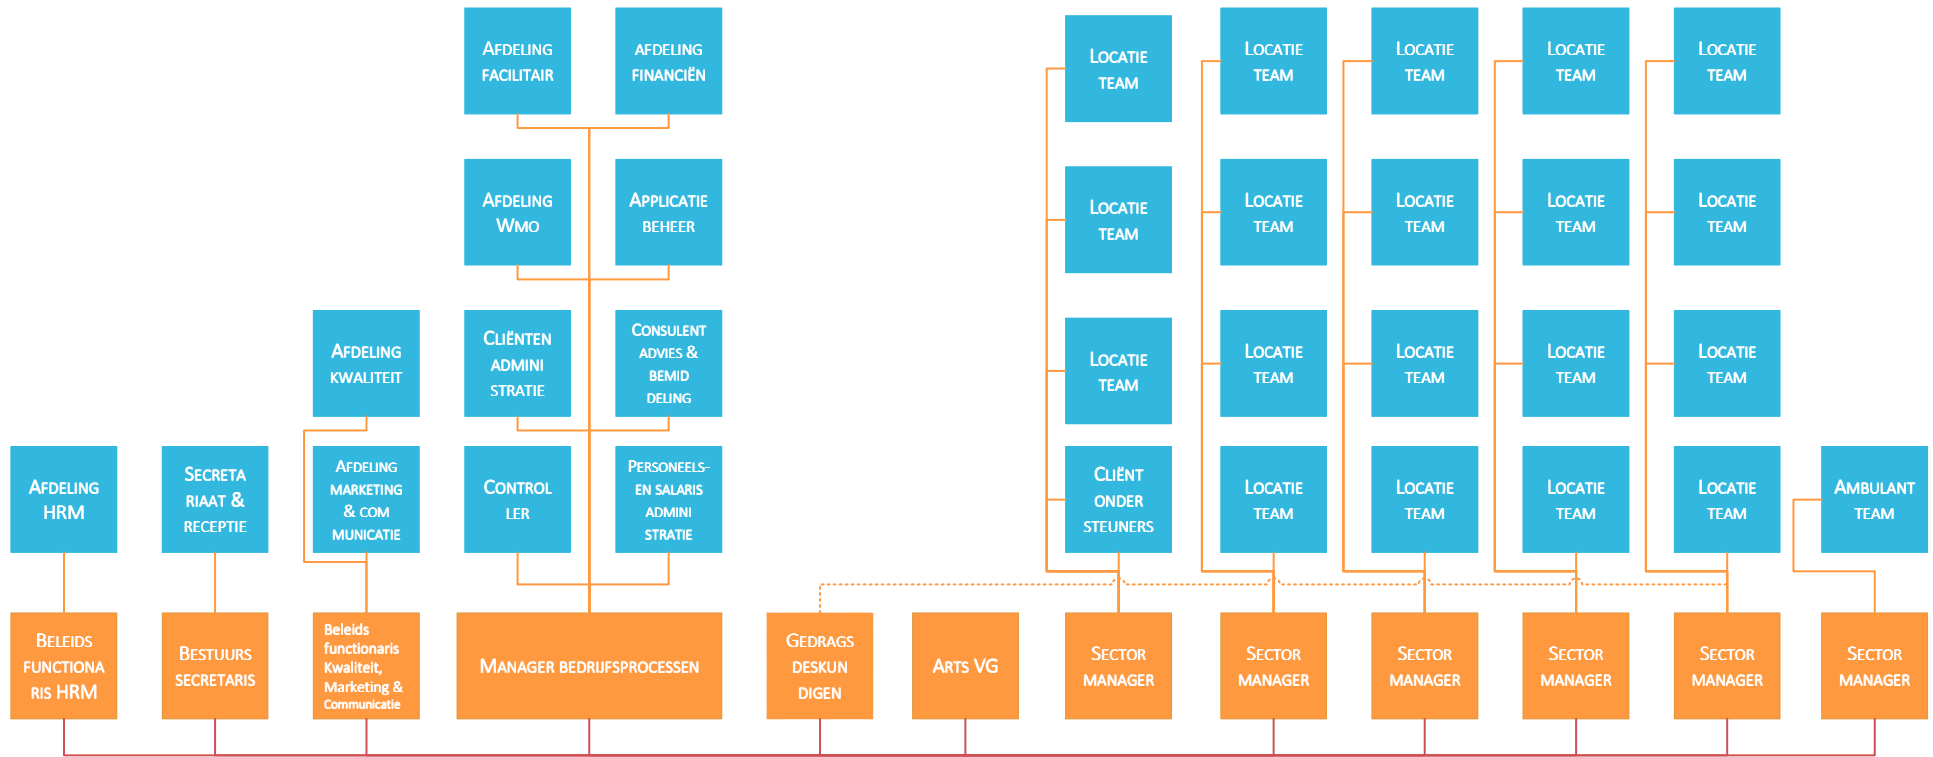 AFDELING
FACILITAIR
AFDELING
FINANCIËN
LOCATIE
TEAM
LOCATIE
TEAM
LOCATIE
TEAM
LOCATIE
TEAM
LOCATIE
TEAM
AFDELING
WMO
APPLICATIE
BEHEER
LOCATIE
TEAM
LOCATIE
TEAM
LOCATIE
TEAM
LOCATIE
TEAM
LOCATIE
TEAM
AFDELING
KWALITEIT
CLIËNTEN
ADMINI
STRATIE
CONSULENT
ADVIES &
BEMID
DELING
LOCATIE
TEAM
LOCATIE
TEAM
LOCATIE
TEAM
LOCATIE
TEAM
LOCATIE
TEAM
AFDELING
HRM
SECRETA
RIAAT &
RECEPTIE
AFDELING
MARKETING
& COM
MUNICATIE
CONTROL
LER
PERSONEELS-
EN SALARIS
ADMINI
STRATIE
CLIËNT
ONDER
STEUNERS
LOCATIE
TEAM
LOCATIE
TEAM
LOCATIE
TEAM
LOCATIE
TEAM
AMBULANT
TEAM
BELEIDS
FUNCTIONA
RIS HRM
BESTUURS
SECRETARIS
Beleids
functionaris
Kwaliteit,
Marketing &
Communicatie
MANAGER BEDRIJFSPROCESSEN
GEDRAGS
DESKUN
DIGEN
ARTS VG
SECTOR
MANAGER
SECTOR
MANAGER
SECTOR
MANAGER
SECTOR
MANAGER
SECTOR
MANAGER
SECTOR
MANAGER